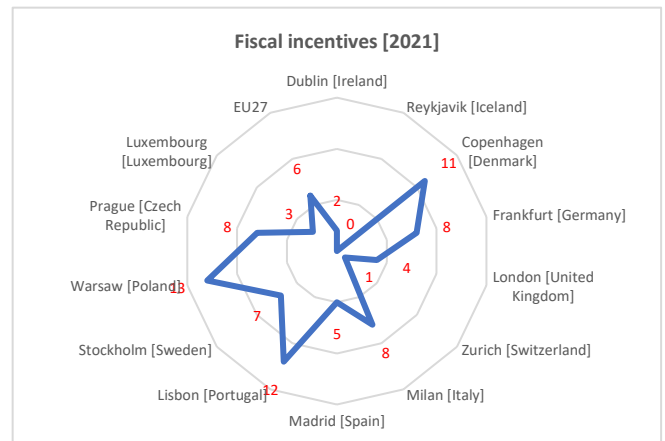 Fiscal incentives [2021]
Dublin [Ireland]
EU27
Reykjavik [Iceland]
Luxembourg
[Luxembourg]
Copenhagen
[Denmark]
11
6
Prague [Czech
Republic]
8
3
2
0
8
Frankfurt [Germany]
Warsaw [Poland]
13
1
4
London [United
Kingdom]
7
5
8
Stockholm [Sweden]
Zurich [Switzerland]
Lisbon [Portugal]
12
Milan [Italy]
Madrid [Spain]